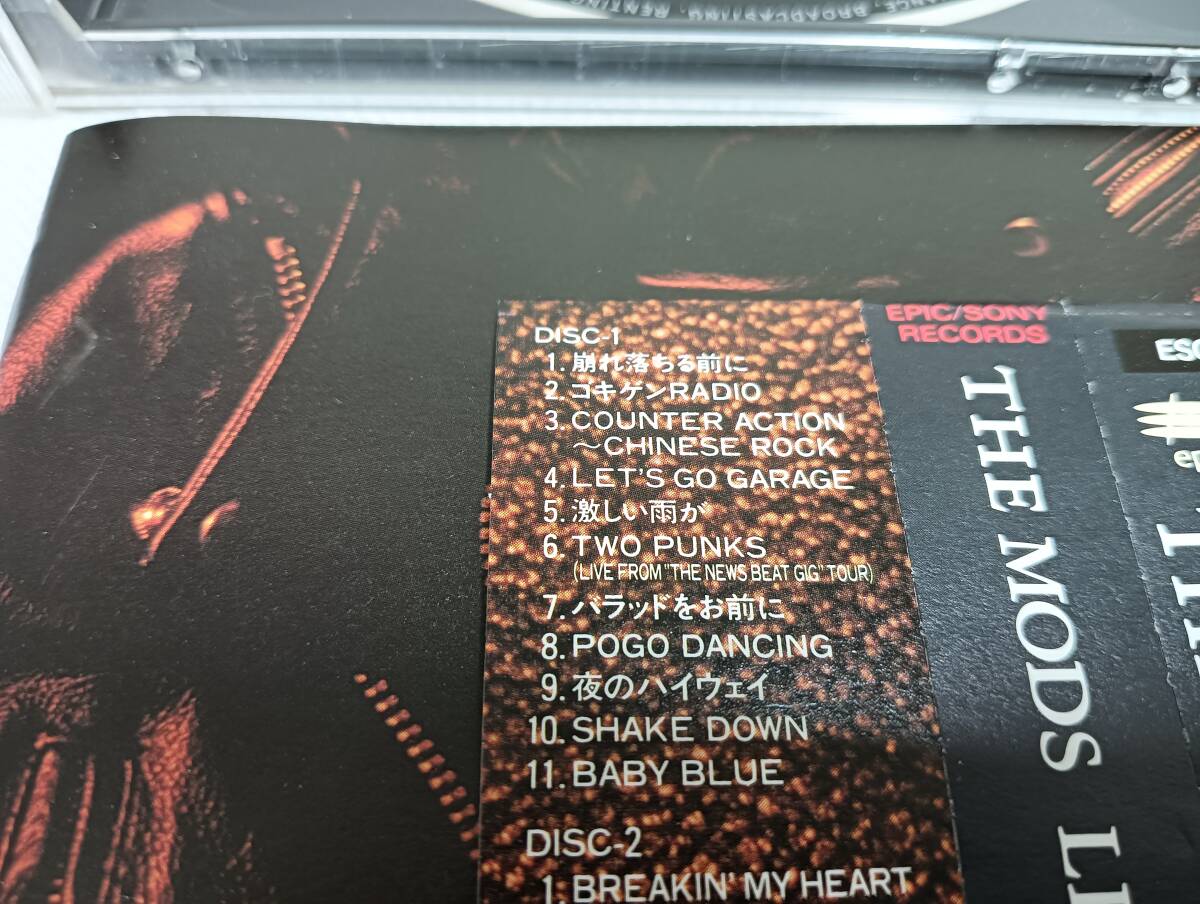 ANCE, BROADCASTING, RENTING,
DISC-1
1. 崩れ落ちる前に
2. ゴキゲンRADIO
3. COUNTER ACTION
～CHINESE ROCK
4. LET'S GO GARAGE
5. 激しい雨が
6. TWO PUNKS
(LIVE FROM "THE NEWS BEAT GIG" TOUR)
7. バラッドをお前に
8. POGO DANCING
9. 夜のハイウェイ
10. SHAKE DOWN
11. BABY BLUE
DISC-2
1. BREAKIN' MY HEART
EPIC/SONY
RECORDS
THE MODS LI